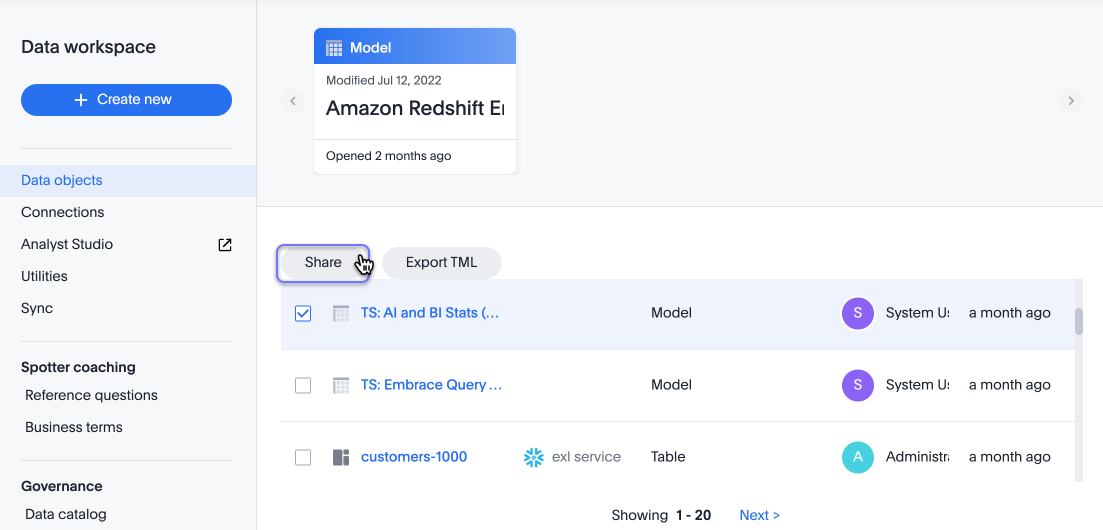 Data workspace
+ Create new
Data objects
Connections
Analyst Studio
Utilities
Sync
Spotter coaching
Reference questions
Business terms
Governance
Data catalog
Model
Modified Jul 12, 2022
Amazon Redshift
Opened 2 months ago
Share Export TML
TS: AI and BI Stats (... Model S System a month ago
TS: Embrace Query ... Model S System a month ago
customers-1000 exl service Table A a month ago
Showing 1 - 20 Next >